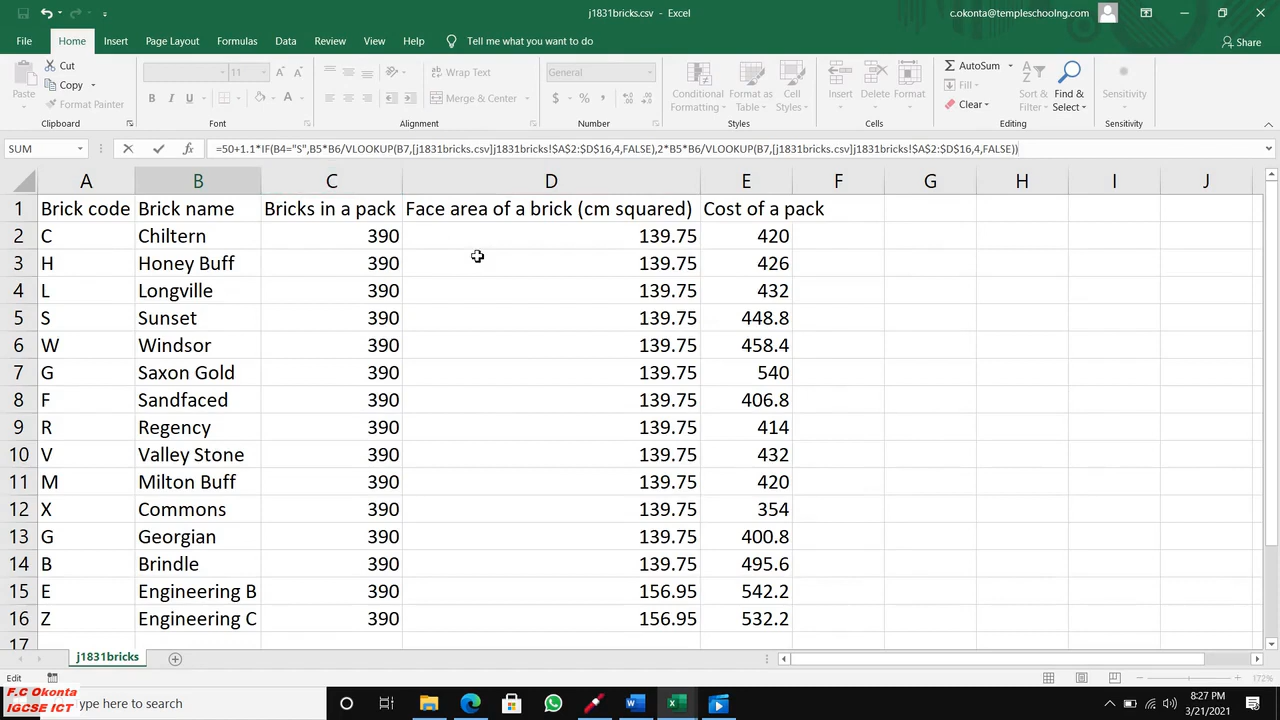 j1831bricks.csv - Excel
c.okonta@templeschoolng.com
File Home Insert Page Layout Formulas Data Review View Help Tell me what you want to do Share
Cut
Copy
Format Painter
Paste
Clipboard
11
B I U A
Font
Wrap Text
Merge & Center
Alignment
General
$ % ,
Number
Conditional Formatting
Format as Table
Cell Styles
Styles
Insert Delete Format
Cells
AutoSum
Fill
Clear
Sort & Filter
Find & Select
Editing
Sensitivity
Sensitivity
SUM
fx
=50+1.1*IF(B4="S",B5*B6/VLOOKUP(B7,[j1831bricks.csv]j1831bricks!$A$2:$D$16,4,FALSE),2*B5*B6/VLOOKUP(B7,[j1831bricks.csv]j1831bricks!$A$2:$D$16,4,FALSE))
A B C D E F G H I J
1 Brick code Brick name Bricks in a pack Face area of a brick (cm squared) Cost of a pack
2 C Chiltern 390 139.75 420
3 H Honey Buff 390 139.75 426
4 L Longville 390 139.75 432
5 S Sunset 390 139.75 448.8
6 W Windsor 390 139.75 458.4
7 G Saxon Gold 390 139.75 540
8 F Sandfaced 390 139.75 406.8
9 R Regency 390 139.75 414
10 V Valley Stone 390 139.75 432
11 M Milton Buff 390 139.75 420
12 X Commons 390 139.75 354
13 G Georgian 390 139.75 400.8
14 B Brindle 390 139.75 495.6
15 E Engineering B 390 156.95 542.2
16 Z Engineering C 390 156.95 532.2
17
j1831bricks
Edit
172%
F.C Okonta
IGCSE ICT
ype here to search
8:27 PM
3/21/2021